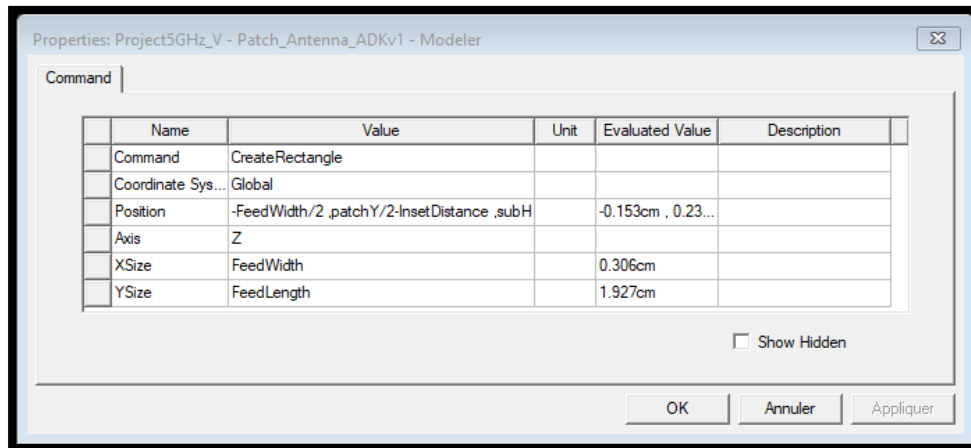 Properties: Project5GHz_V - Patch_Antenna_ADKv1 - Modeler
Command
Name Value Unit Evaluated Value Description
Command CreateRectangle
Coordinate Sys... Global
Position -FeedWidth/2 ,patchY/2-InsetDistance ,subH -0.153cm , 0.23...
Axis Z
XSize FeedWidth 0.306cm
YSize FeedLength 1.927cm
Show Hidden
OK Annuler Appliquer